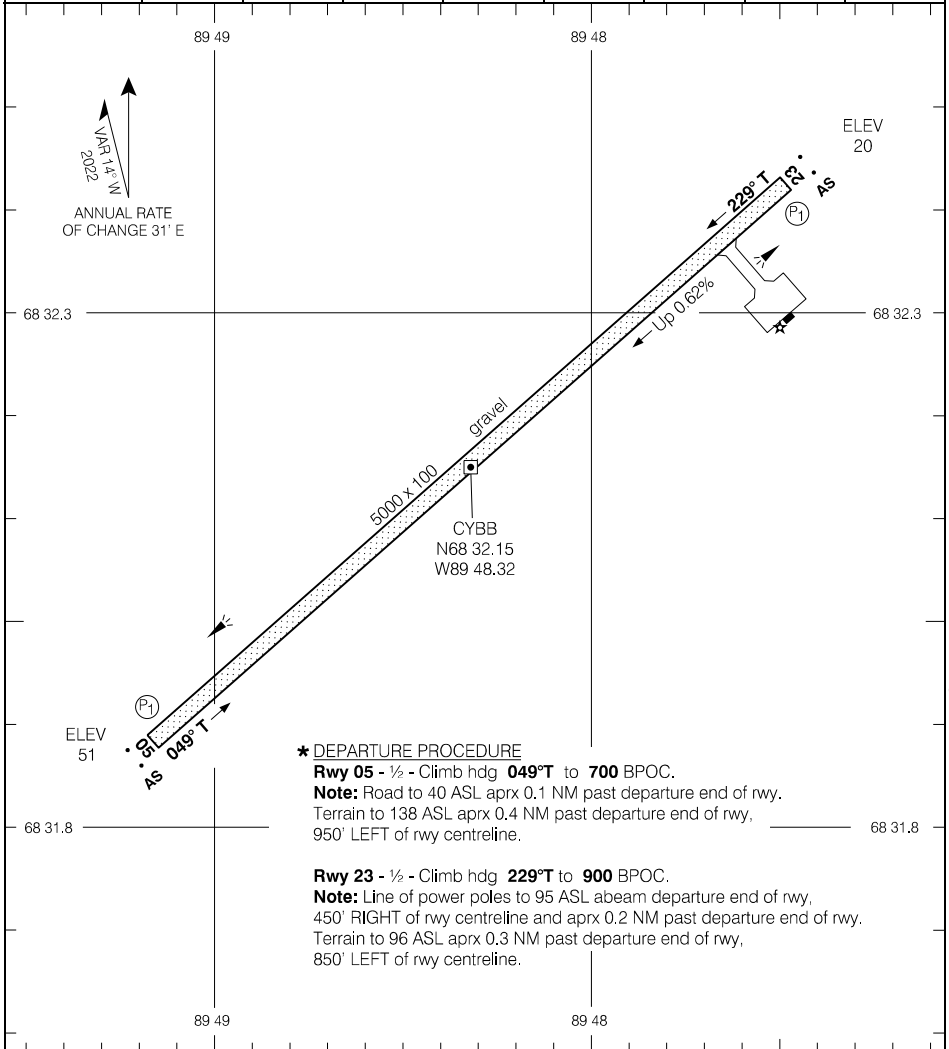 89 49
89 48
VAR 14° W
2022
ANNUAL RATE
OF CHANGE 31' E
ELEV
20
23
AS
229° T
P1
Up 0.62%
68 32.3
68 32.3
gravel
5000 x 100
CYBB
N68 32.15
W89 48.32
P1
ELEV
51
05
AS
049° T
* DEPARTURE PROCEDURE
Rwy 05 - ½ - Climb hdg 049°T to 700 BPOC.
Note: Road to 40 ASL aprx 0.1 NM past departure end of rwy.
Terrain to 138 ASL aprx 0.4 NM past departure end of rwy,
950' LEFT of rwy centreline.
68 31.8
68 31.8
Rwy 23 - ½ - Climb hdg 229°T to 900 BPOC.
Note: Line of power poles to 95 ASL abeam departure end of rwy,
450' RIGHT of rwy centreline and aprx 0.2 NM past departure end of rwy.
Terrain to 96 ASL aprx 0.3 NM past departure end of rwy,
850' LEFT of rwy centreline.
89 49
89 48